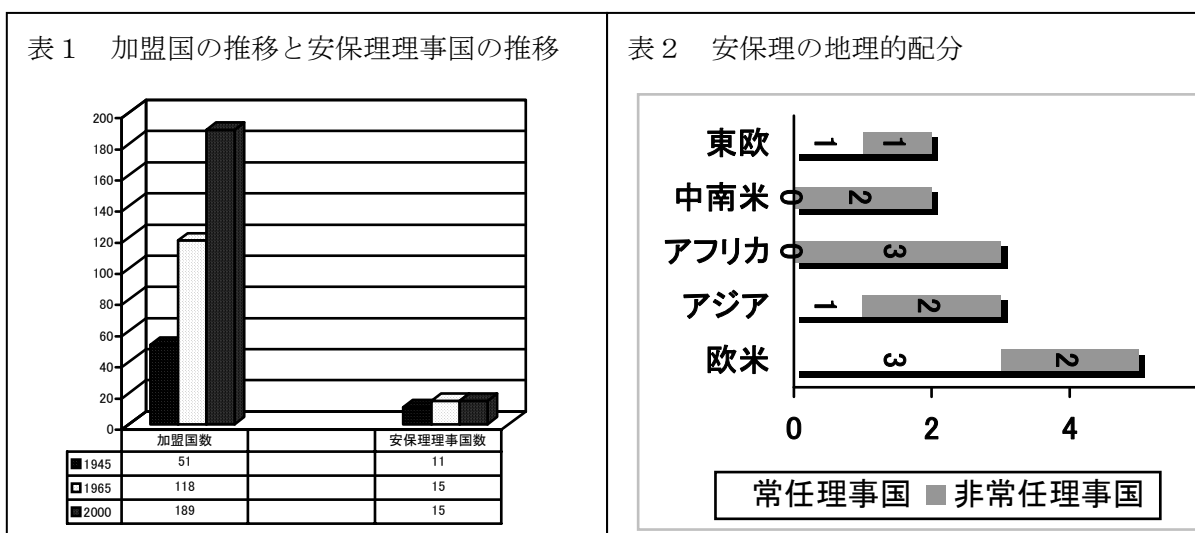 表1 加盟国の推移と安保理理事国の推移
200
180
160
140
120
100
80
60
40
20
0
加盟国数 安保理理事国数
1945 51 11
1965 118 15
2000 189 15
表2 安保理の地理的配分
東欧 1 1
中南米 0 2
アフリカ 0 3
アジア 1 2
欧米 3 2
0 2 4
常任理事国 非常任理事国